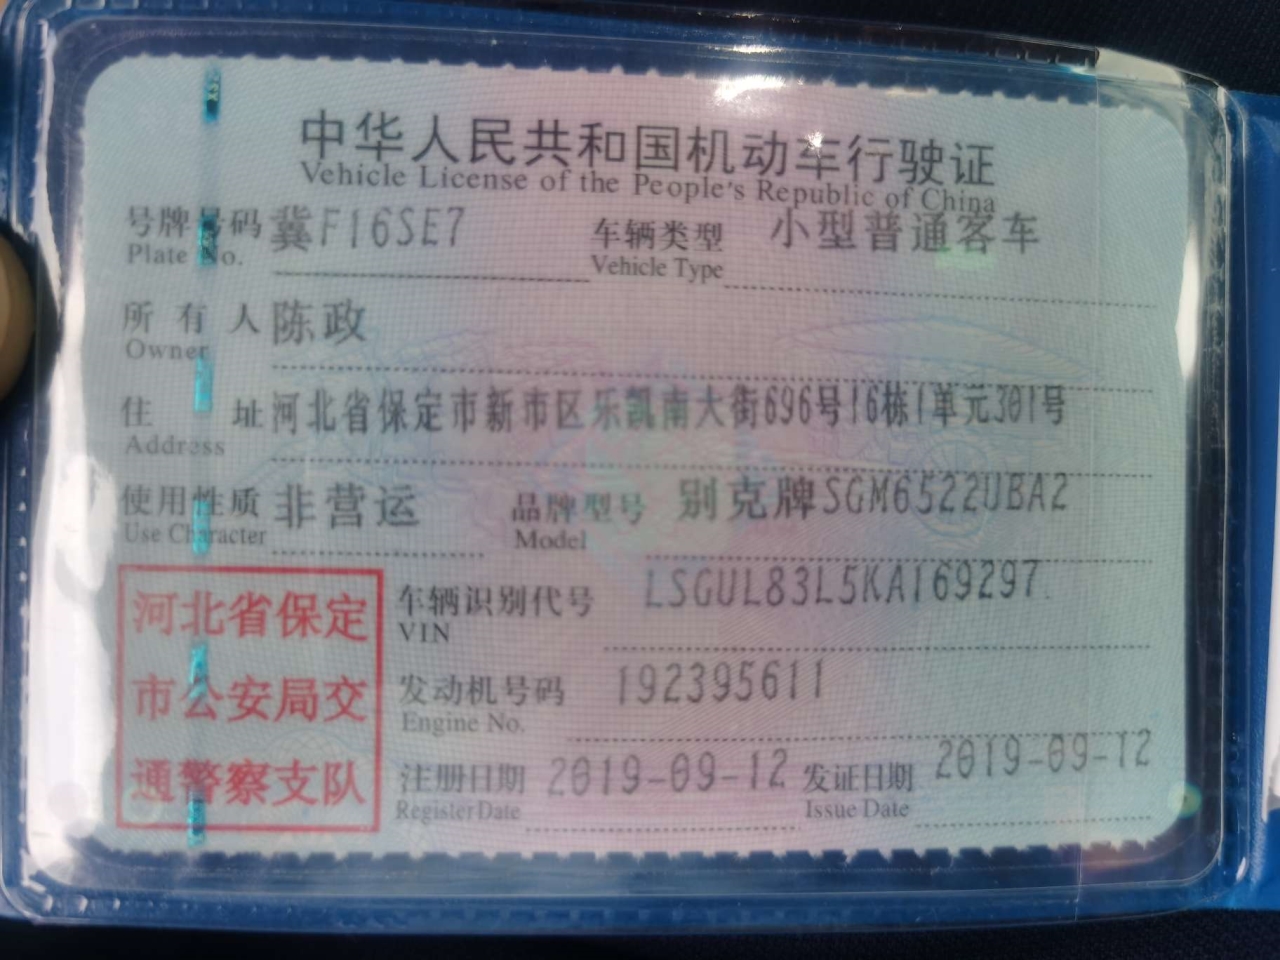 中华人民共和国机动车行驶证
Vehicle License of the People's Republic of China
号牌号码 冀F16SE7 车辆类型 小型普通客车
Plate No. Vehicle Type
所有人 陈政
Owner
住址 河北省保定市新市区乐凯南大街696号16栋1单元301号
Address
使用性质 非营运 品牌型号 别克牌SGM6522UBA2
Use Character Model
河北省保定
市公安局交
通警察支队
车辆识别代号 LSGUL83L5KA169297
VIN
发动机号码 192395611
Engine No.
注册日期 2019-09-12 发证日期 2019-09-12
Register Date Issue Date